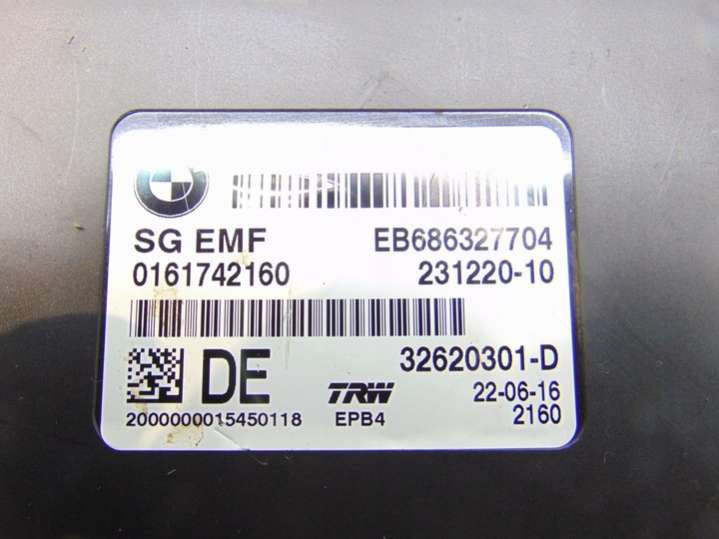 SG EMF EB686327704
0161742160 231220-10
DE 32620301-D
TRW 22-06-16
2000000015450118 EPB4 2160